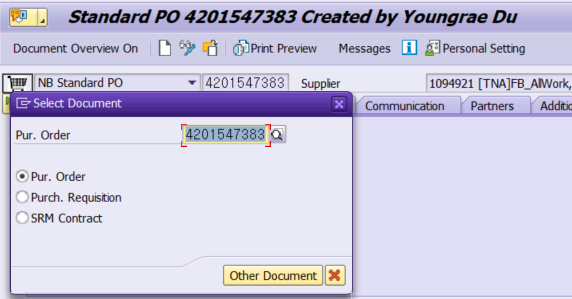 Standard PO 4201547383 Created by Youngrae Du
Document Overview On Print Preview Messages Personal Setting
NB Standard PO 4201547383 Supplier 1094921 [TNA]FB_AllWork,
Select Document
Communication Partners Additio
Pur. Order 4201547383
Pur. Order
Purch. Requisition
SRM Contract
Other Document